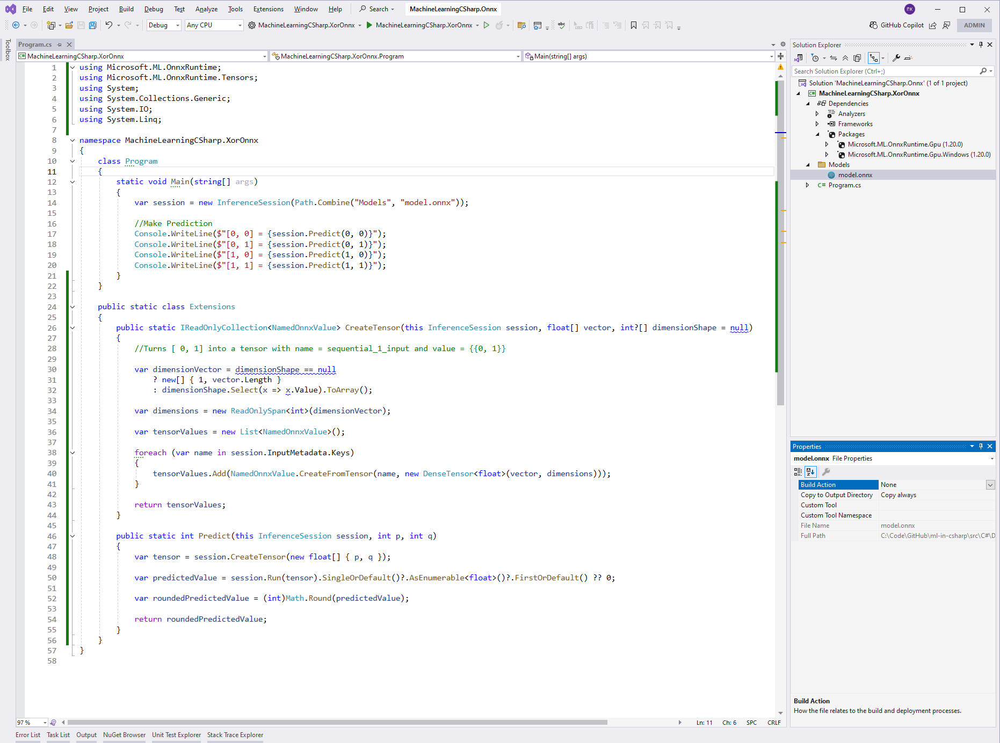 File Edit View Project Build Debug Test Analyze Tools Extensions Window Help Search MachineLearningCSharp.Onnx RK
Debug Any CPU MachineLearningCSharp.XorOnnx MachineLearningCSharp.XorOnnx GitHub Copilot ADMIN
Toolbox
Program.cs
MachineLearningCSharp.XorOnnx MachineLearningCSharp.XorOnnx.Program Main(string[] args)
1 using Microsoft.ML.OnnxRuntime;
2 using Microsoft.ML.OnnxRuntime.Tensors;
3 using System;
4 using System.Collections.Generic;
5 using System.IO;
6 using System.Linq;
7
8 namespace MachineLearningCSharp.XorOnnx
9 {
10 class Program
11 {
12 static void Main(string[] args)
13 {
14 var session = new InferenceSession(Path.Combine("Models", "model.onnx"));
15
16 //Make Prediction
17 Console.WriteLine($"[0, 0] = {session.Predict(0, 0)}");
18 Console.WriteLine($"[0, 1] = {session.Predict(0, 1)}");
19 Console.WriteLine($"[1, 0] = {session.Predict(1, 0)}");
20 Console.WriteLine($"[1, 1] = {session.Predict(1, 1)}");
21 }
22 }
23
24 public static class Extensions
25 {
26 public static IReadOnlyCollection<NamedOnnxValue> CreateTensor(this InferenceSession session, float[] vector, int?[] dimensionShape = null)
27 {
28 //Turns [ 0, 1] into a tensor with name = sequential_1_input and value = {{0, 1}}
29
30 var dimensionVector = dimensionShape == null
31 ? new[] { 1, vector.Length }
32 : dimensionShape.Select(x => x.Value).ToArray();
33
34 var dimensions = new ReadOnlySpan<int>(dimensionVector);
35
36 var tensorValues = new List<NamedOnnxValue>();
37
38 foreach (var name in session.InputMetadata.Keys)
39 {
40 tensorValues.Add(NamedOnnxValue.CreateFromTensor(name, new DenseTensor<float>(vector, dimensions)));
41 }
42
43 return tensorValues;
44 }
45
46 public static int Predict(this InferenceSession session, int p, int q)
47 {
48 var tensor = session.CreateTensor(new float[] { p, q });
49
50 var predictedValue = session.Run(tensor).SingleOrDefault()?.AsEnumerable<float>()?.FirstOrDefault() ?? 0;
51
52 var roundedPredictedValue = (int)Math.Round(predictedValue);
53
54 return roundedPredictedValue;
55 }
56 }
57 }
58
97 % Ln: 11 Ch: 6 SPC CRLF
Error List Task List Output NuGet Browser Unit Test Explorer Stack Trace Explorer
Solution Explorer
Search Solution Explorer (Ctrl+;)
Solution 'MachineLearningCSharp.Onnx' (1 of 1 project)
C# MachineLearningCSharp.XorOnnx
Dependencies
Analyzers
Frameworks
Packages
Microsoft.ML.OnnxRuntime.Gpu (1.20.0)
Microsoft.ML.OnnxRuntime.Gpu.Windows (1.20.0)
Models
model.onnx
C# Program.cs
Properties
model.onnx File Properties
Build Action None
Copy to Output Directory Copy always
Custom Tool
Custom Tool Namespace
File Name model.onnx
Full Path C:\Code\GitHub\ml-in-csharp\src\C#\D
Build Action
How the file relates to the build and deployment processes.